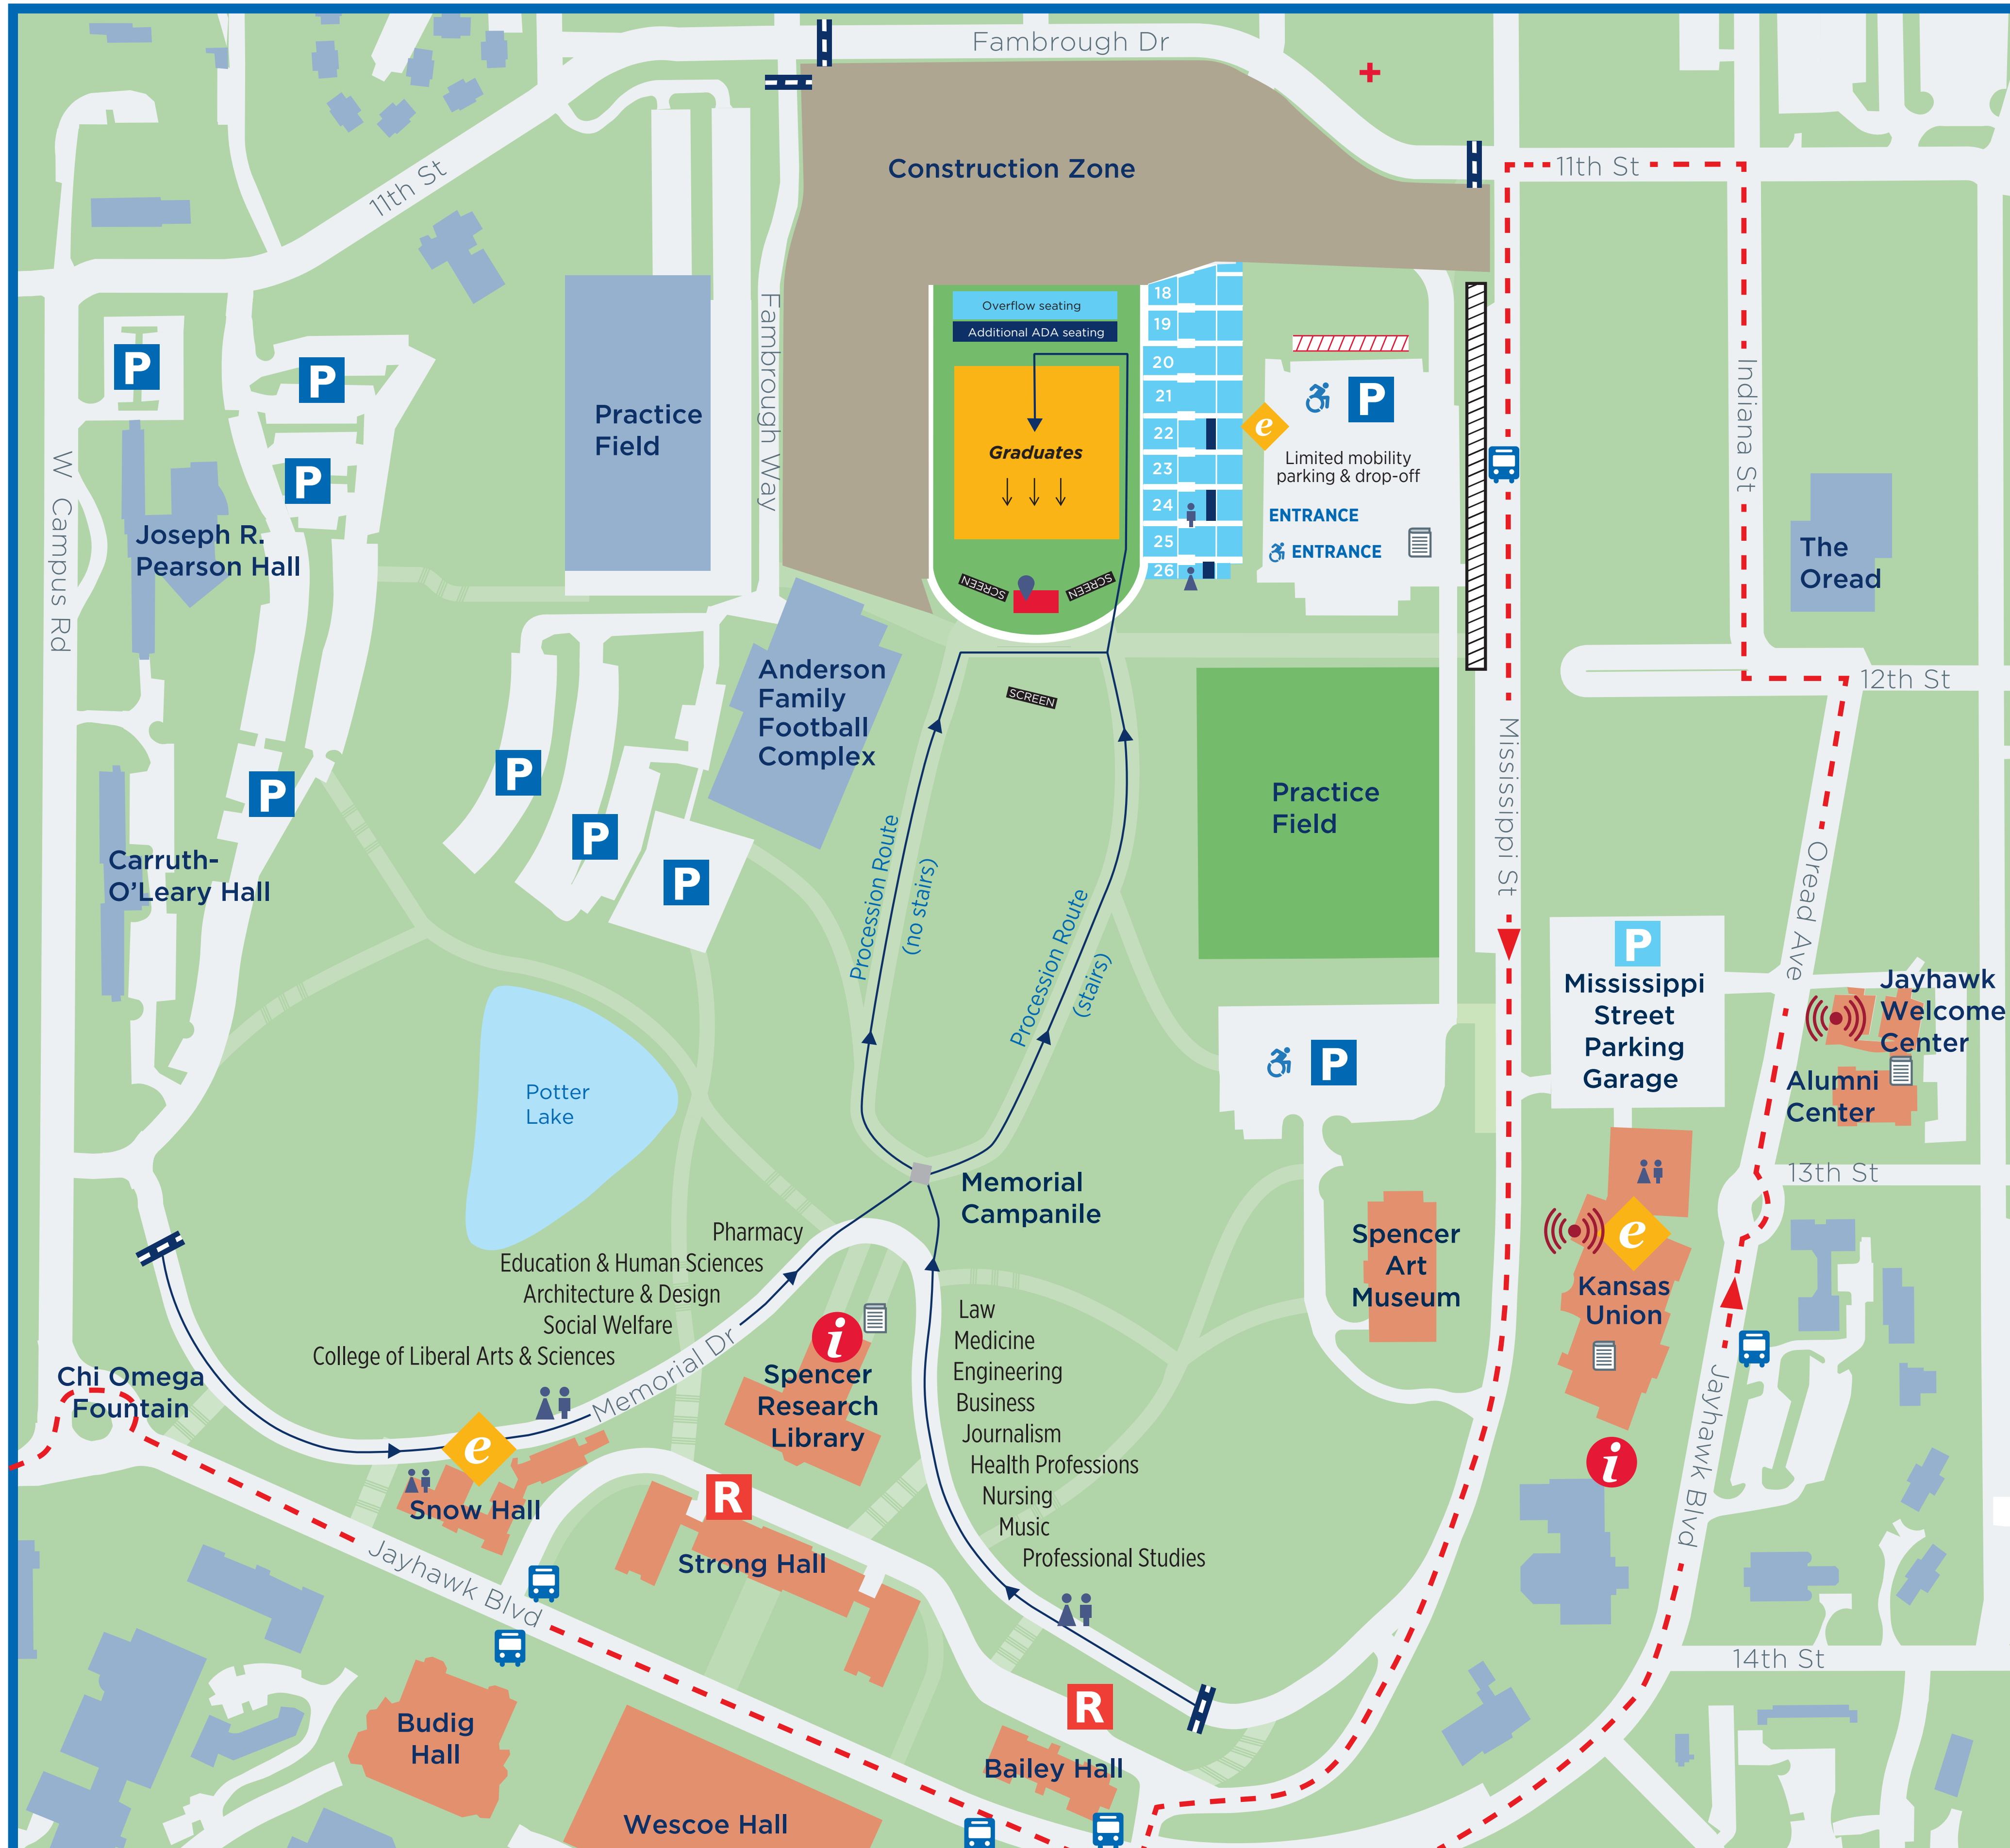 Fambrough Dr
11th St
Construction Zone
11th St
Fambrough Way
Overflow seating
Additional ADA seating
18
19
20
21
22
23
24
25
26
Graduates
SCREEN
SCREEN
SCREEN
P
P
P
Practice
Field
W Campus Rd
Joseph R.
Pearson Hall
e
P
Limited mobility
parking & drop-off
ENTRANCE
ENTRANCE
Indiana St
The
Oread
12th St
Mississippi St
Anderson
Family
Football
Complex
Practice
Field
P
P
P
P
Carruth-
O'Leary Hall
Procession Route
(no stairs)
Procession Route
(stairs)
Oread Ave
P
Mississippi
Street
Parking
Garage
Jayhawk
Welcome
Center
Alumni
Center
P
Potter
Lake
Memorial
Campanile
13th St
Spencer
Art
Museum
e
Kansas
Union
i
Pharmacy
Education & Human Sciences
Architecture & Design
Social Welfare
College of Liberal Arts & Sciences
Memorial Dr
i
Spencer
Research
Library
Law
Medicine
Engineering
Business
Journalism
Health Professions
Nursing
Music
Professional Studies
Chi Omega
Fountain
e
Snow Hall
R
Strong Hall
Jayhawk Blvd
Jayhawk Blvd
14th St
Budig
Hall
R
Bailey Hall
Wescoe Hall